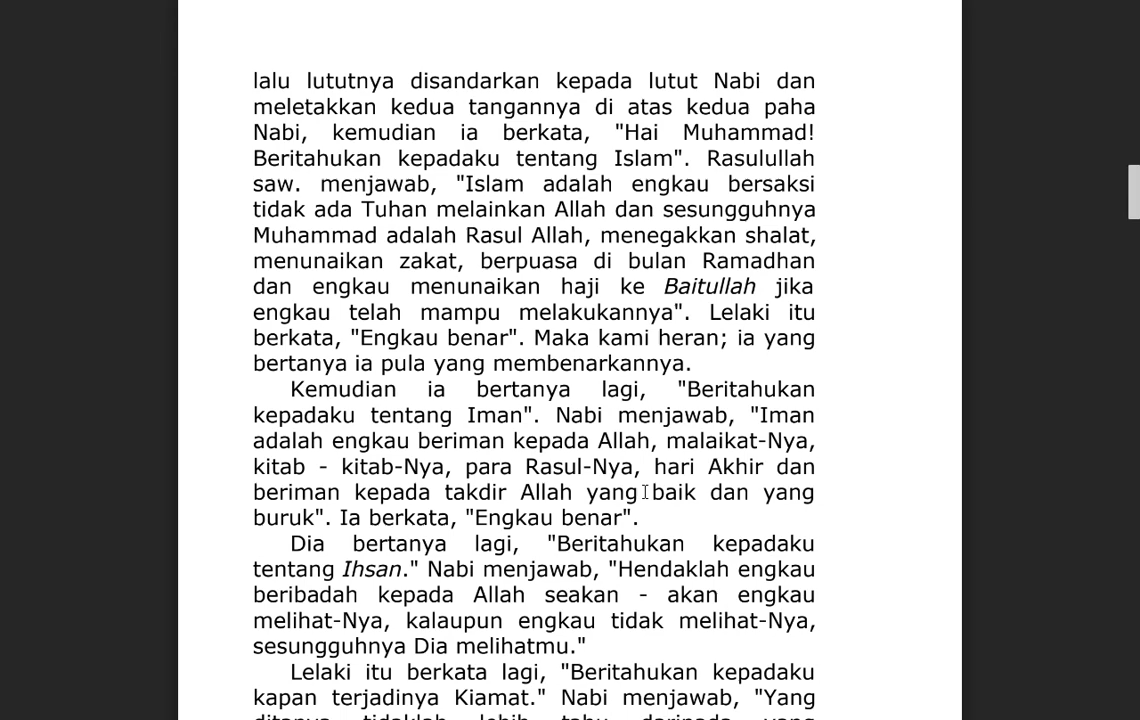 lalu lututnya disandarkan kepada lutut Nabi dan
meletakkan kedua tangannya di atas kedua paha
Nabi, kemudian ia berkata, "Hai Muhammad!
Beritahukan kepadaku tentang Islam". Rasulullah
saw. menjawab, "Islam adalah engkau bersaksi
tidak ada Tuhan melainkan Allah dan sesungguhnya
Muhammad adalah Rasul Allah, menegakkan shalat,
menunaikan zakat, berpuasa di bulan Ramadhan
dan engkau menunaikan haji ke Baitullah jika
engkau telah mampu melakukannya". Lelaki itu
berkata, "Engkau benar". Maka kami heran; ia yang
bertanya ia pula yang membenarkannya.
Kemudian ia bertanya lagi, "Beritahukan
kepadaku tentang Iman". Nabi menjawab, "Iman
adalah engkau beriman kepada Allah, malaikat-Nya,
kitab - kitab-Nya, para Rasul-Nya, hari Akhir dan
beriman kepada takdir Allah yang baik dan yang
buruk". Ia berkata, "Engkau benar".
Dia bertanya lagi, "Beritahukan kepadaku
tentang Ihsan." Nabi menjawab, "Hendaklah engkau
beribadah kepada Allah seakan - akan engkau
melihat-Nya, kalaupun engkau tidak melihat-Nya,
sesungguhnya Dia melihatmu."
Lelaki itu berkata lagi, "Beritahukan kepadaku
kapan terjadinya Kiamat." Nabi menjawab, "Yang
ditanya tidaklah lebih tahu daripada yang